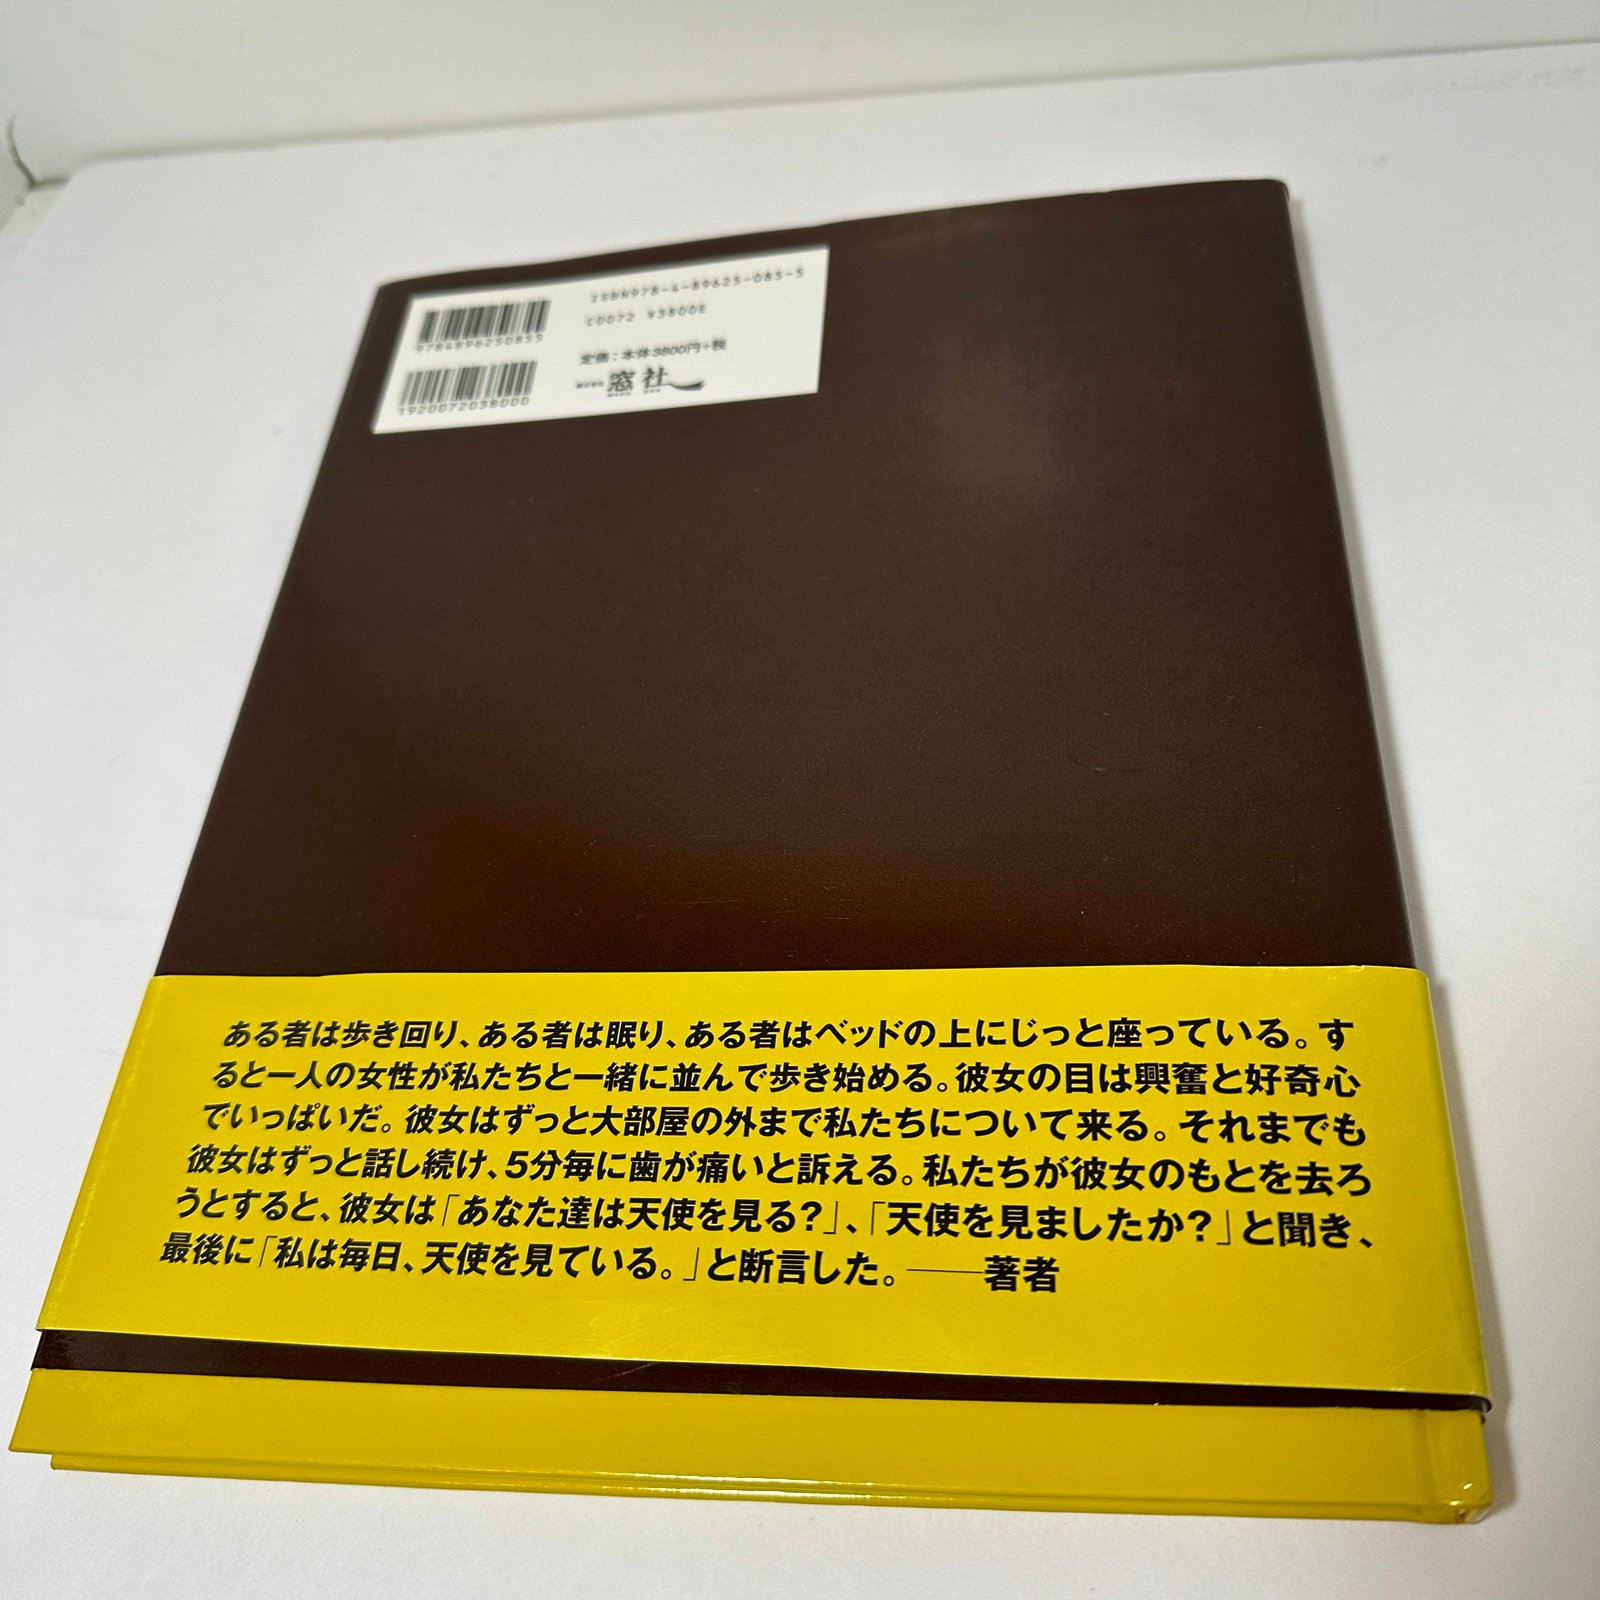 ISBN978-4-89625-085-5
C0072 ¥3800E
9784896250855
定価：本体3800円+税
窓社
1920072038000
ある者は歩き回り、ある者は眠り、ある者はベッドの上にじっと座っている。す
ると一人の女性が私たちと一緒に並んで歩き始める。彼女の目は興奮と好奇心
でいっぱいだ。彼女はずっと大部屋の外まで私たちについて来る。それまでも
彼女はずっと話し続け、5分毎に歯が痛いと訴える。私たちが彼女のもとを去ろ
うとすると、彼女は「あなた達は天使を見る?」、「天使を見ましたか?」と聞き、
最後に「私は毎日、天使を見ている。」と断言した。――著者